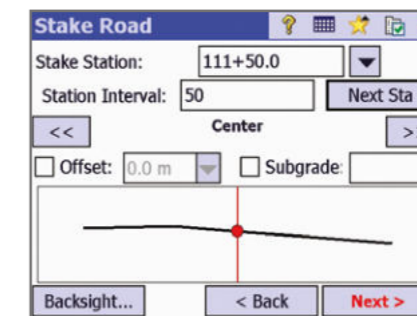 Stake Road
Stake Station: 111+50.0
Station Interval: 50 Next Sta
<< Center >
Offset: 0.0 m Subgrade:
Backsight... < Back Next >